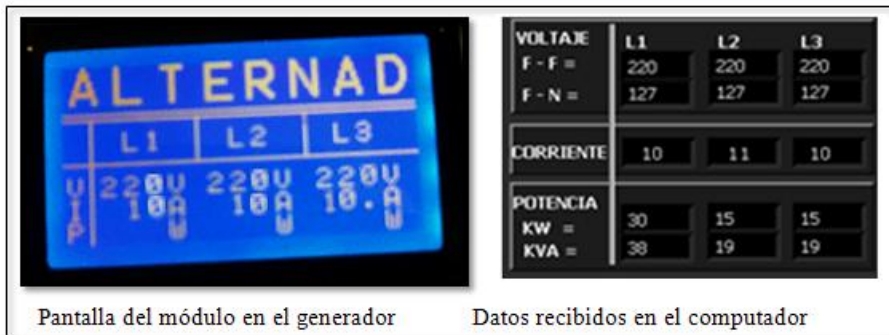 ALTERNAD
L1 L2 L3
V 220V 220V 220V
I 10A 10A 10.A
P W W W
VOLTAJE L1 L2 L3
F - F = 220 220 220
F - N = 127 127 127
CORRIENTE 10 11 10
POTENCIA
KW = 30 15 15
KVA = 38 19 19
Pantalla del módulo en el generador
Datos recibidos en el computador